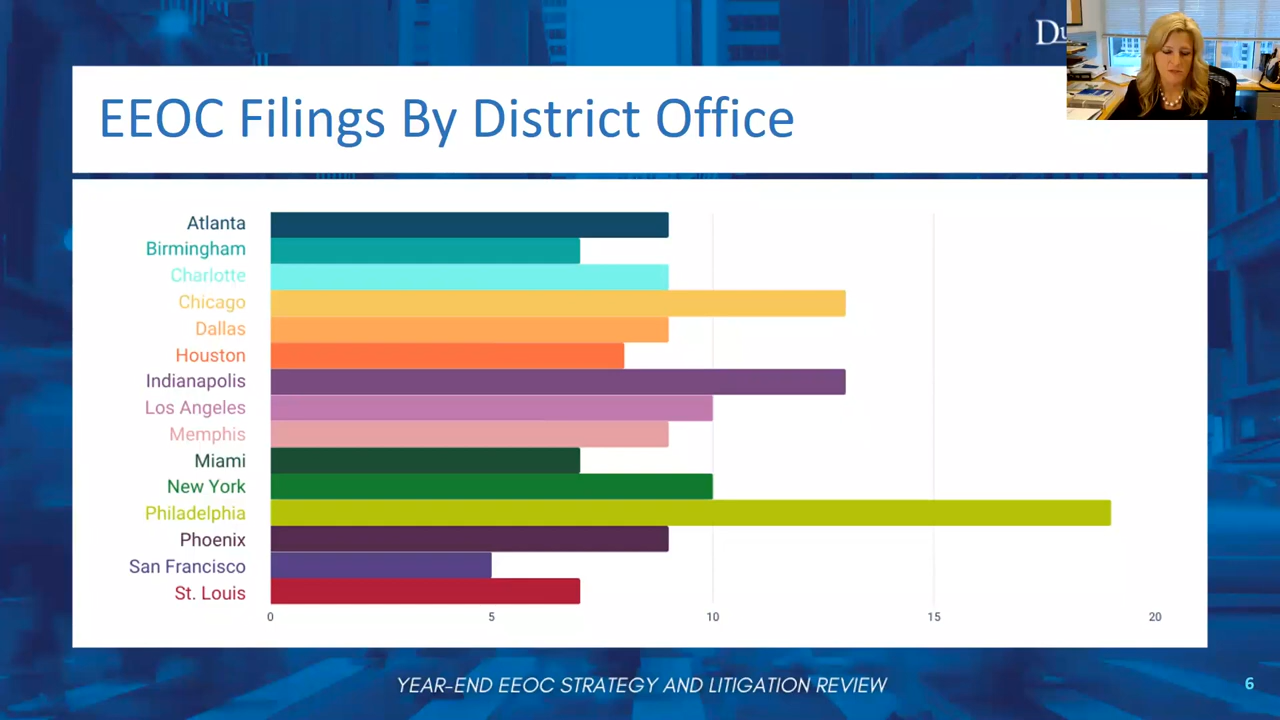 EEOC Filings By District Office
Atlanta
Birmingham
Charlotte
Chicago
Dallas
Houston
Indianapolis
Los Angeles
Memphis
Miami
New York
Philadelphia
Phoenix
San Francisco
St. Louis
0 5 10 15 20
YEAR-END EEOC STRATEGY AND LITIGATION REVIEW
6